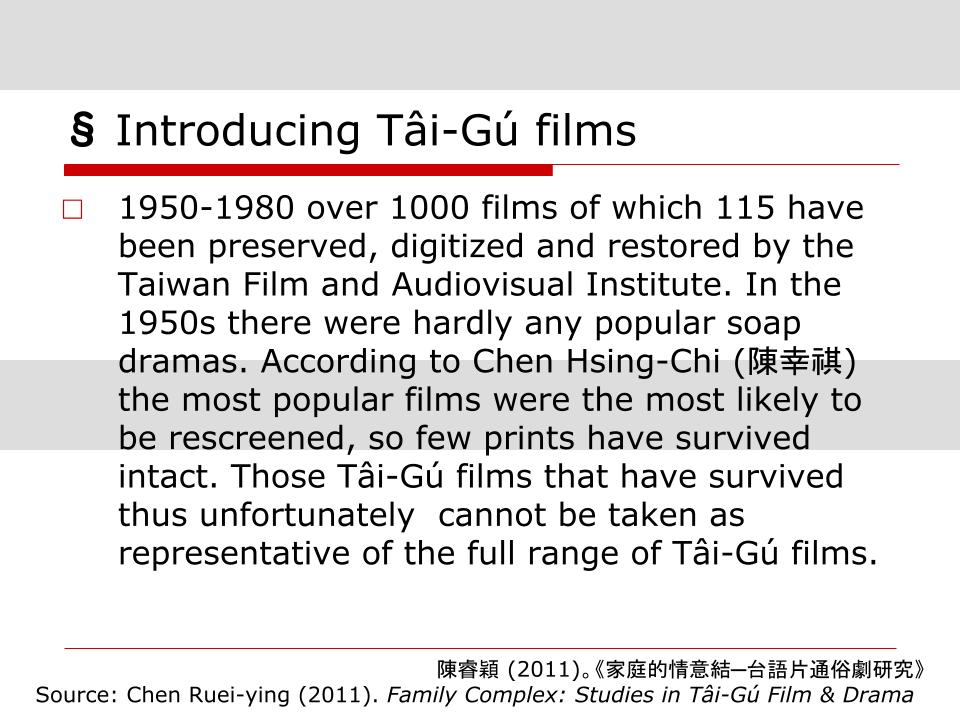 § Introducing Tâi-Gú films
□ 1950-1980 over 1000 films of which 115 have
been preserved, digitized and restored by the
Taiwan Film and Audiovisual Institute. In the
1950s there were hardly any popular soap
dramas. According to Chen Hsing-Chi (陳幸祺)
the most popular films were the most likely to
be rescreened, so few prints have survived
intact. Those Tâi-Gú films that have survived
thus unfortunately  cannot be taken as
representative of the full range of Tâi-Gú films.
陳睿穎 (2011)。《家庭的情意結─台語片通俗劇研究》
Source: Chen Ruei-ying (2011). Family Complex: Studies in Tâi-Gú Film & Drama